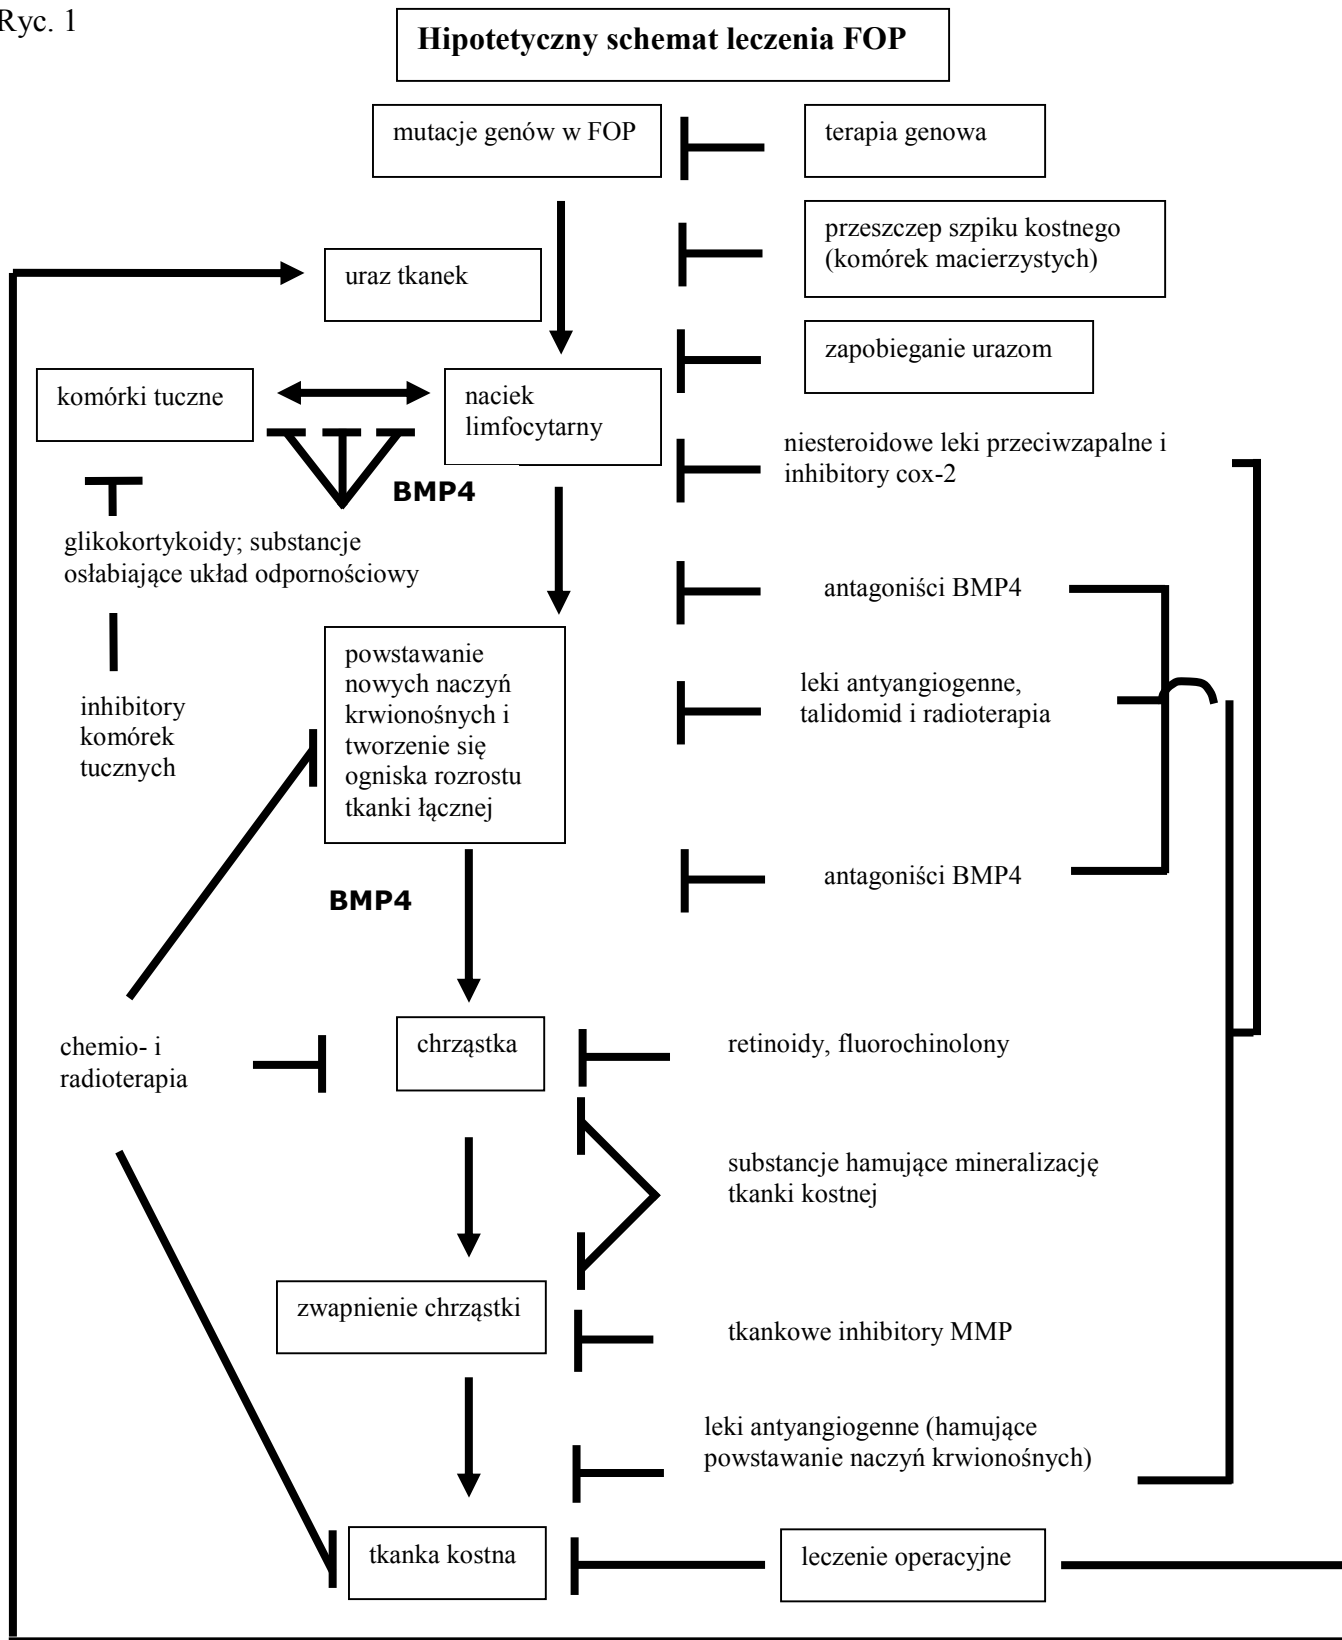 Ryc. 1
Hipotetyczny schemat leczenia FOP
mutacje genów w FOP
terapia genowa
przeszczep szpiku kostnego
(komórek macierzystych)
uraz tkanek
zapobieganie urazom
komórki tuczne
naciek
limfocytarny
niesteroidowe leki przeciwzapalne i
inhibitory cox-2
BMP4
glikokortykoidy; substancje
osłabiające układ odpornościowy
antagoniści BMP4
powstawanie
nowych naczyń
krwionośnych i
tworzenie się
ogniska rozrostu
tkanki łącznej
leki antyangiogenne,
talidomid i radioterapia
inhibitory
komórek
tucznych
BMP4
antagoniści BMP4
chemio- i
radioterapia
chrząstka
retinoidy, fluorochinolony
substancje hamujące mineralizację
tkanki kostnej
zwapnienie chrząstki
tkankowe inhibitory MMP
leki antyangiogenne (hamujące
powstawanie naczyń krwionośnych)
tkanka kostna
leczenie operacyjne